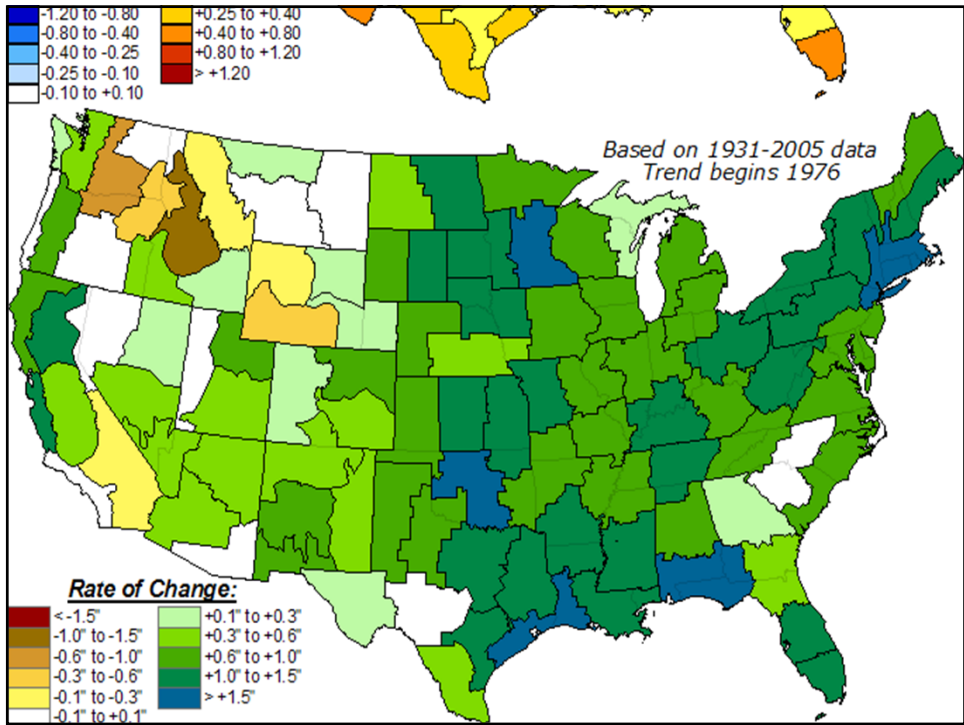 -1.20 to -0.80
-0.80 to -0.40
-0.40 to -0.25
-0.25 to -0.10
-0.10 to +0.10
+0.25 to +0.40
+0.40 to +0.80
+0.80 to +1.20
> +1.20
Based on 1931-2005 data
Trend begins 1976
Rate of Change:
< -1.5"
-1.0" to -1.5"
-0.6" to -1.0"
-0.3" to -0.6"
-0.1" to -0.3"
-0.1" to +0.1"
+0.1" to +0.3"
+0.3" to +0.6"
+0.6" to +1.0"
+1.0" to +1.5"
> +1.5"